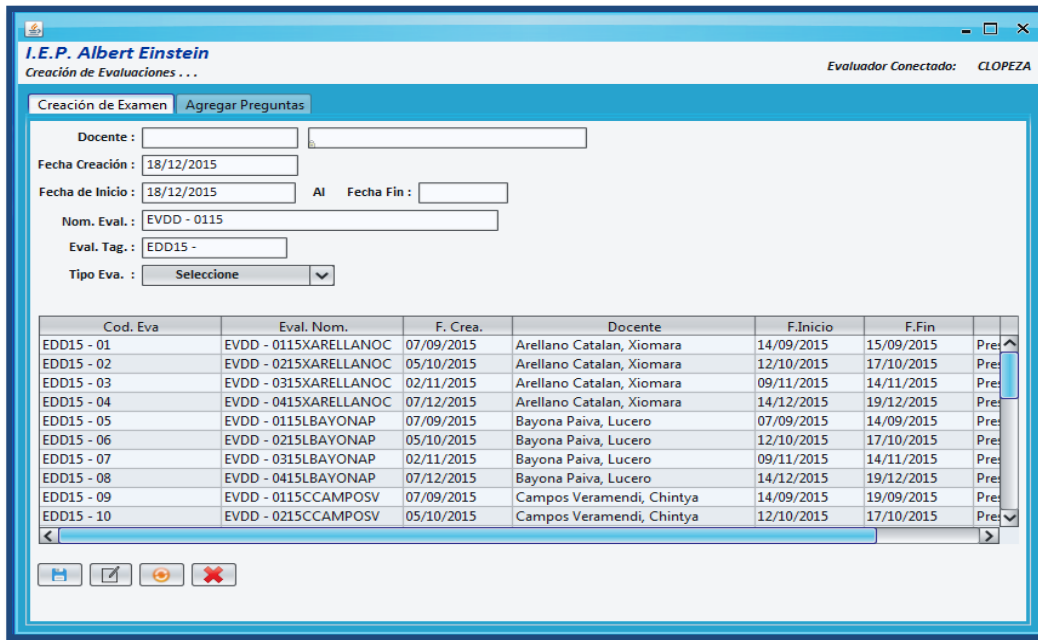 I.E.P. Albert Einstein
Creación de Evaluaciones . . .
Evaluador Conectado: CLOPEZA
Creación de Examen Agregar Preguntas
Docente :
Fecha Creación : 18/12/2015
Fecha de Inicio : 18/12/2015 Al Fecha Fin :
Nom. Eval. : EVDD - 0115
Eval. Tag. : EDD15 -
Tipo Eva. : Seleccione
Cod. Eva Eval. Nom. F. Crea. Docente F.Inicio F.Fin
EDD15 - 01 EVDD - 0115XARELLANOC 07/09/2015 Arellano Catalan, Xiomara 14/09/2015 15/09/2015 Pres
EDD15 - 02 EVDD - 0215XARELLANOC 05/10/2015 Arellano Catalan, Xiomara 12/10/2015 17/10/2015 Pres
EDD15 - 03 EVDD - 0315XARELLANOC 02/11/2015 Arellano Catalan, Xiomara 09/11/2015 14/11/2015 Pres
EDD15 - 04 EVDD - 0415XARELLANOC 07/12/2015 Arellano Catalan, Xiomara 14/12/2015 19/12/2015 Pres
EDD15 - 05 EVDD - 0115LBAYONAP 07/09/2015 Bayona Paiva, Lucero 07/09/2015 14/09/2015 Pres
EDD15 - 06 EVDD - 0215LBAYONAP 05/10/2015 Bayona Paiva, Lucero 12/10/2015 17/10/2015 Pres
EDD15 - 07 EVDD - 0315LBAYONAP 02/11/2015 Bayona Paiva, Lucero 09/11/2015 14/11/2015 Pres
EDD15 - 08 EVDD - 0415LBAYONAP 07/12/2015 Bayona Paiva, Lucero 14/12/2015 19/12/2015 Pres
EDD15 - 09 EVDD - 0115CCAMPOSV 07/09/2015 Campos Veramendi, Chintya 14/09/2015 19/09/2015 Pres
EDD15 - 10 EVDD - 0215CCAMPOSV 05/10/2015 Campos Veramendi, Chintya 12/10/2015 17/10/2015 Pres